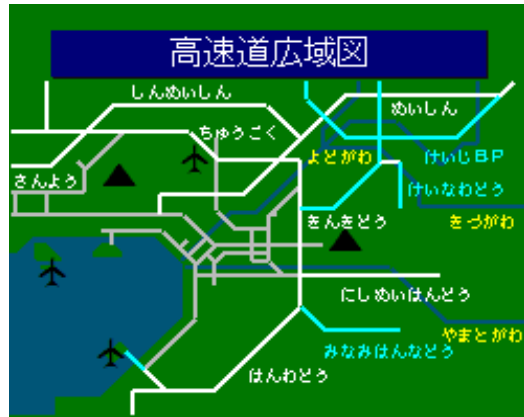 高速道広域図
しんめいしん
めいしん
ちゅうごく
よどがわ
けいじBP
さんよう
けいなわどう
きんきどう
きづがわ
にしめいはんどう
やまとがわ
みなみはんなどう
はんわどう